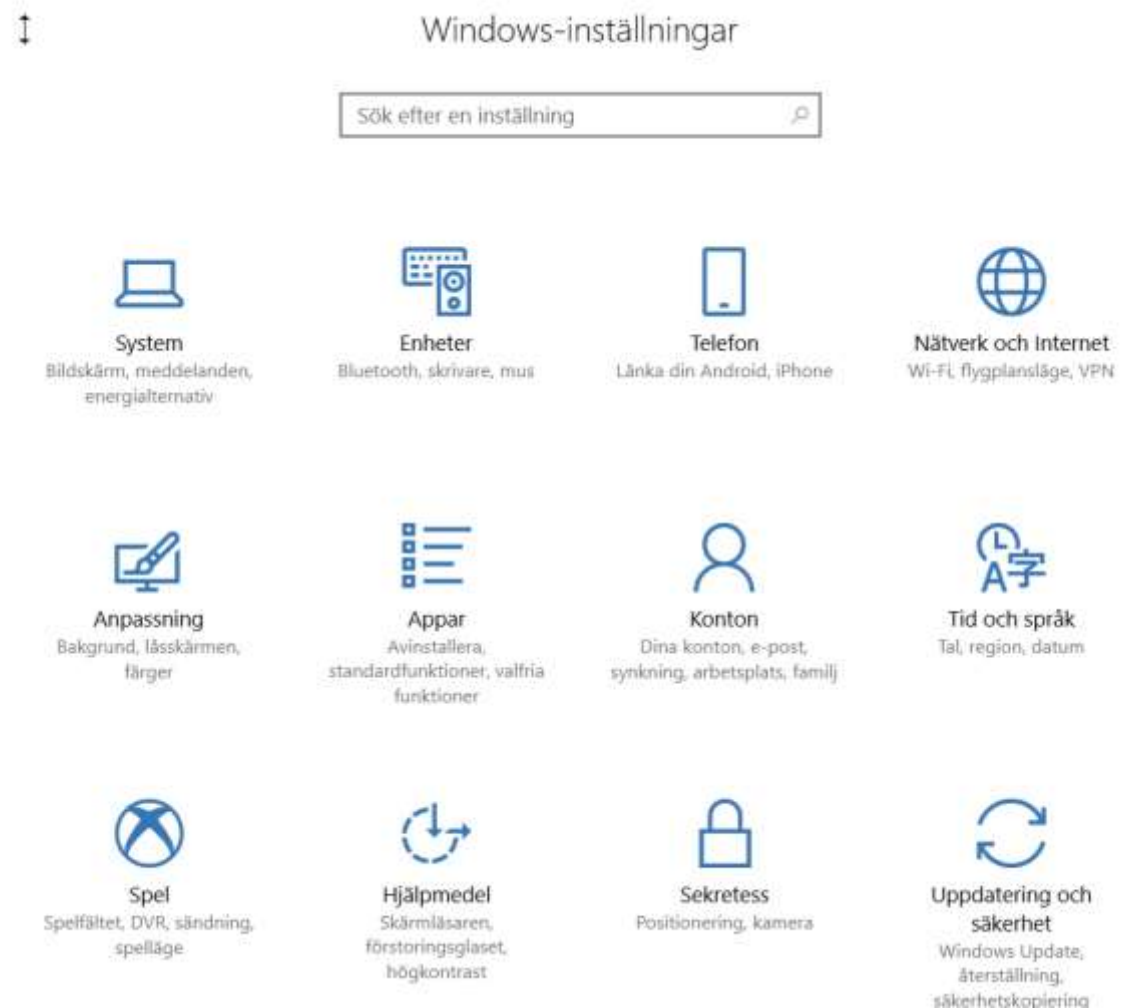 Windows-inställningar
Sök efter en inställning
System
Bildskärm, meddelanden,
energialternativ
Enheter
Bluetooth, skrivare, mus
Telefon
Länka din Android, iPhone
Nätverk och Internet
Wi-Fi, flygplansläge, VPN
Anpassning
Bakgrund, låsskärmen,
färger
Appar
Avinstallera,
standardfunktioner, valfria
funktioner
Konton
Dina konton, e-post,
synkning, arbetsplats, familj
Tid och språk
Tal, region, datum
Spel
Spelfältet, DVR, sändning,
spelläge
Hjälpmedel
Skärmläsaren,
förstoringsglaset,
högkontrast
Sekretess
Positionering, kamera
Uppdatering och
säkerhet
Windows Update,
återställning,
säkerhetskopiering